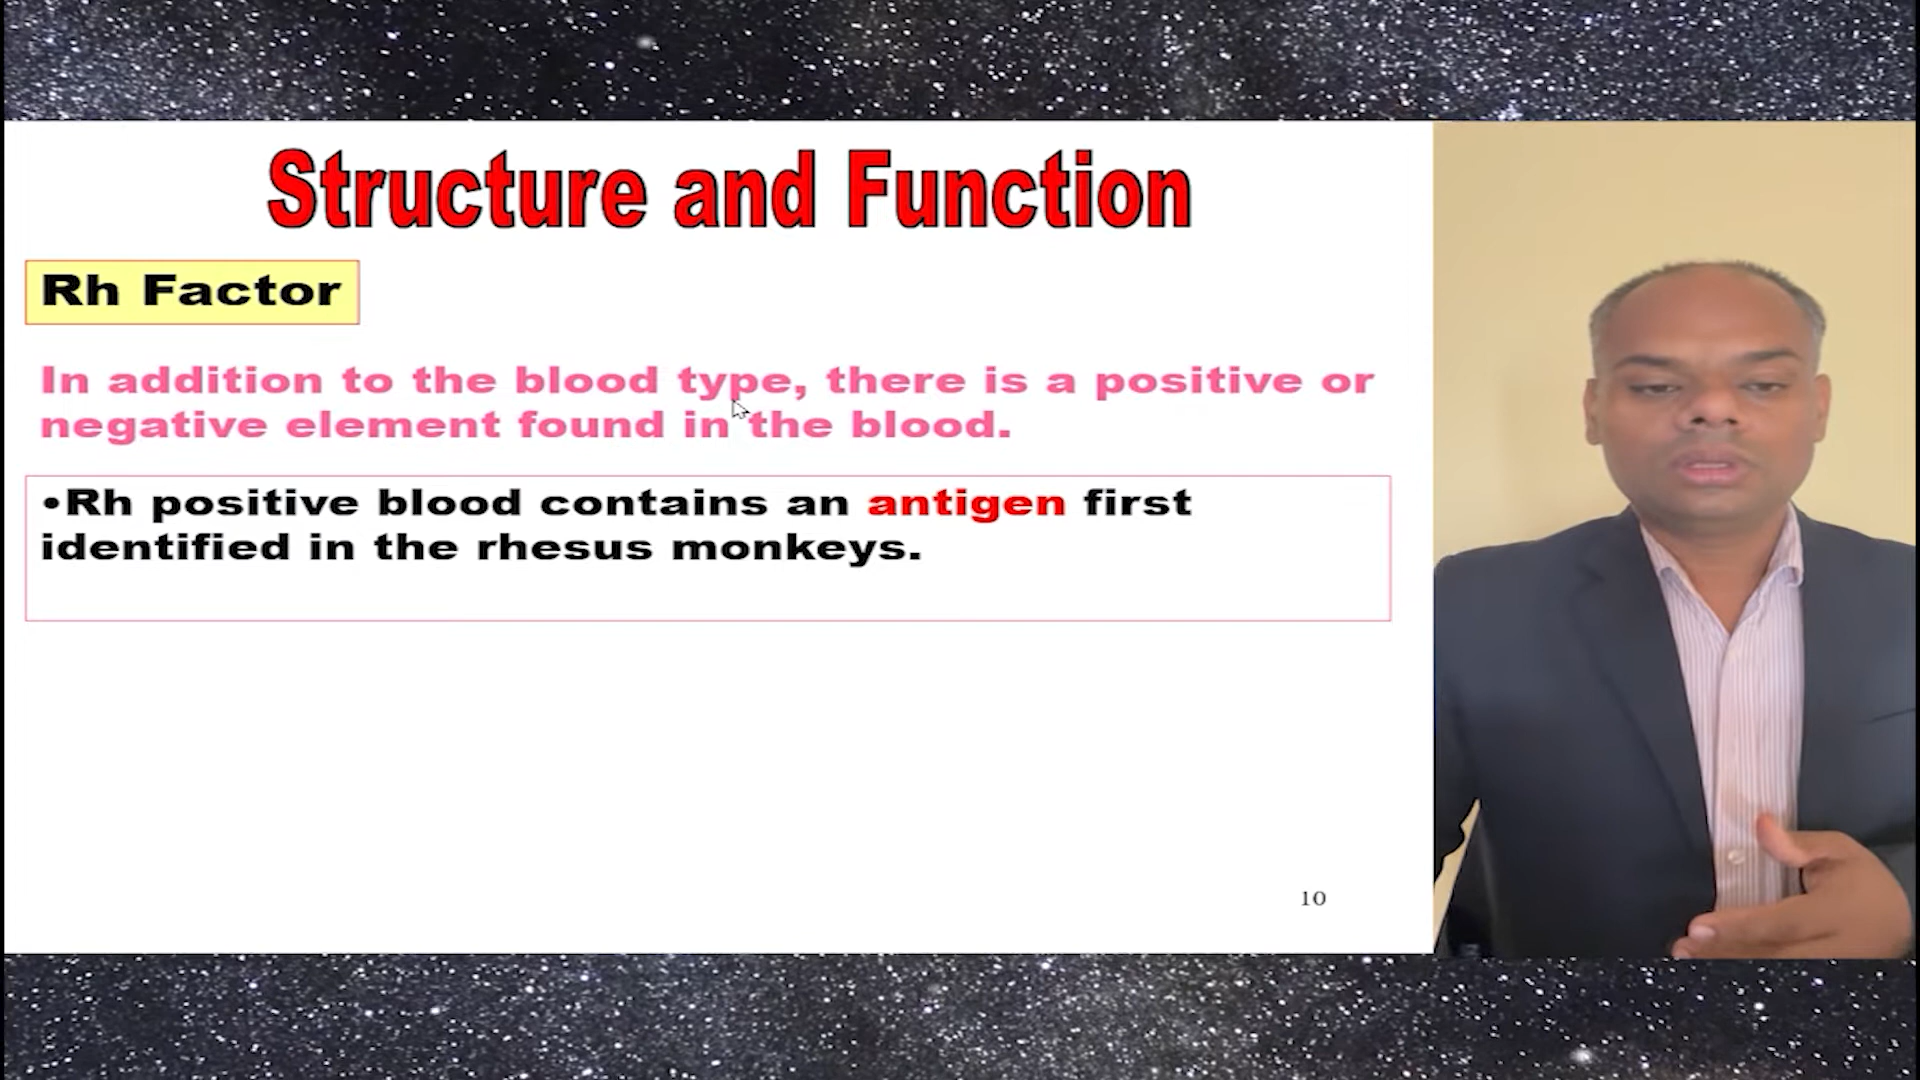 Structure and Function
Rh Factor
In addition to the blood type, there is a positive or
negative element found in the blood.
•Rh positive blood contains an antigen first
identified in the rhesus monkeys.
10